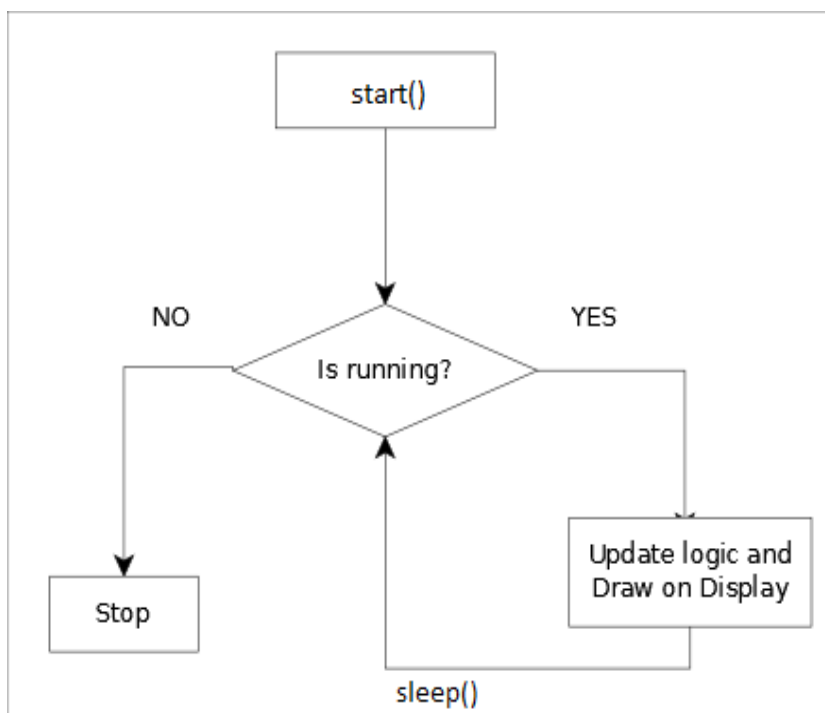 start()
NO
YES
Is running?
Update logic and
Draw on Display
Stop
sleep()